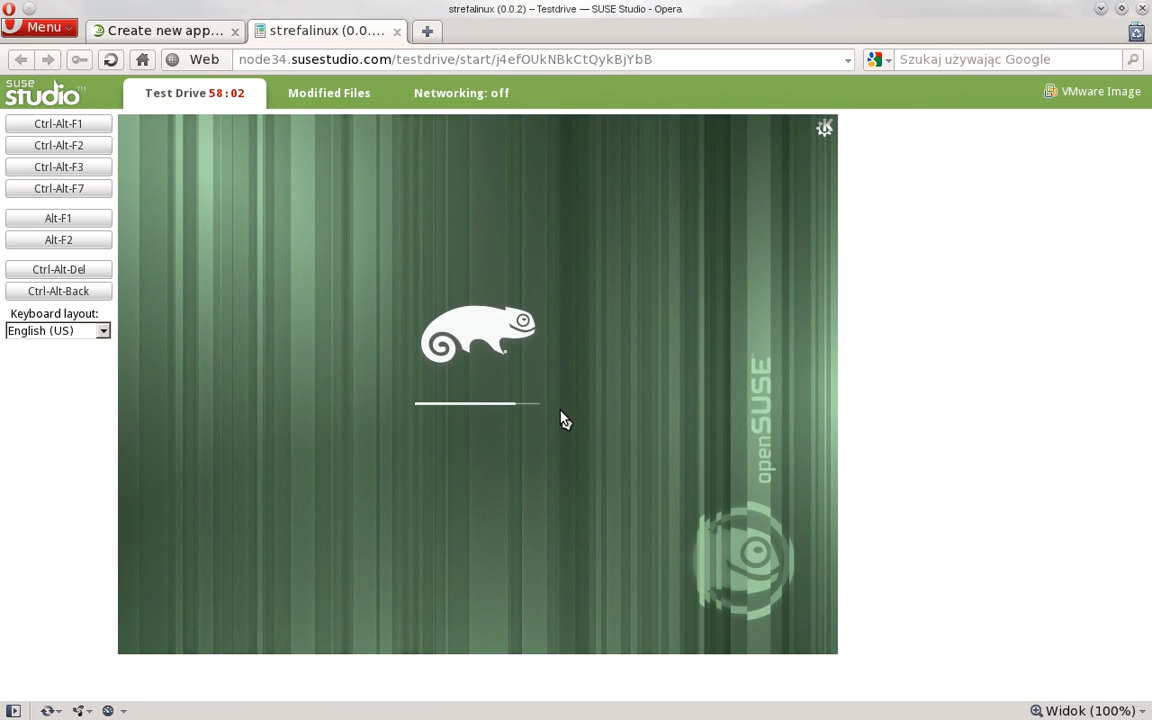 strefalinux (0.0.2) – Testdrive — SUSE Studio - Opera
Menu
Create new app...
strefalinux (0.0....
Web
node34.susestudio.com/testdrive/start/j4efOUkNBkCtQykBjYbB
Szukaj używając Google
suse
studio™
Test Drive 58:02
Modified Files
Networking: off
VMware Image
Ctrl-Alt-F1
Ctrl-Alt-F2
Ctrl-Alt-F3
Ctrl-Alt-F7
Alt-F1
Alt-F2
Ctrl-Alt-Del
Ctrl-Alt-Back
Keyboard layout:
English (US)
openSUSE
Widok (100%)